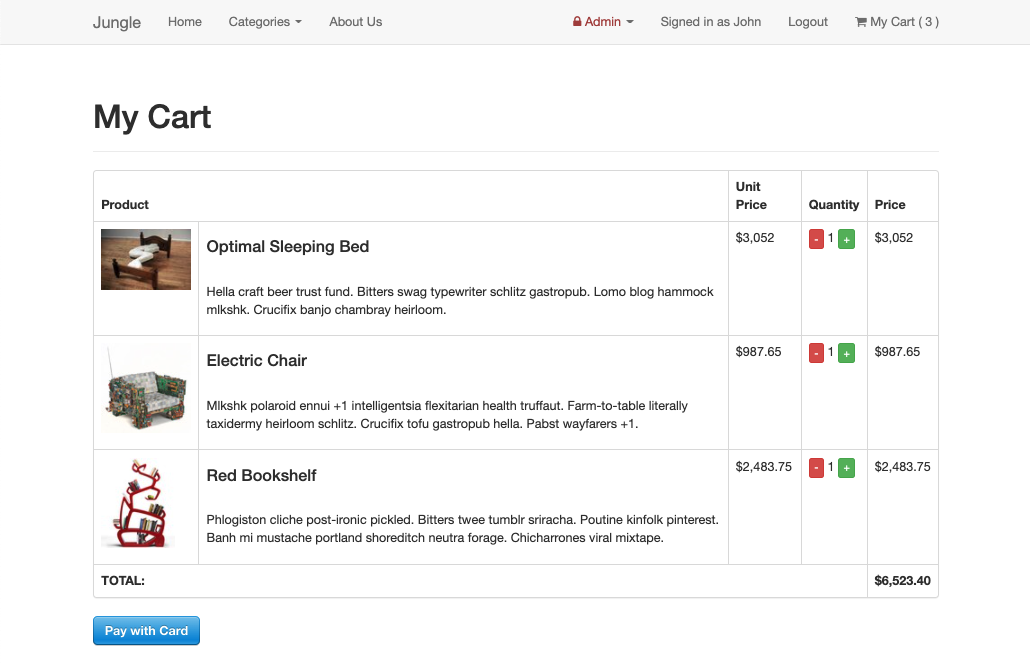 Jungle Home Categories About Us Admin Signed in as John Logout My Cart ( 3 )
My Cart
Product Unit Price Quantity Price
Optimal Sleeping Bed $3,052 - 1 + $3,052
Hella craft beer trust fund. Bitters swag typewriter schlitz gastropub. Lomo blog hammock
mlkshk. Crucifix banjo chambray heirloom.
Electric Chair $987.65 - 1 + $987.65
Mlkshk polaroid ennui +1 intelligentsia flexitarian health truffaut. Farm-to-table literally
taxidermy heirloom schlitz. Crucifix tofu gastropub hella. Pabst wayfarers +1.
Red Bookshelf $2,483.75 - 1 + $2,483.75
Phlogiston cliche post-ironic pickled. Bitters twee tumblr sriracha. Poutine kinfolk pinterest.
Banh mi mustache portland shoreditch neutra forage. Chicharrones viral mixtape.
TOTAL: $6,523.40
Pay with Card